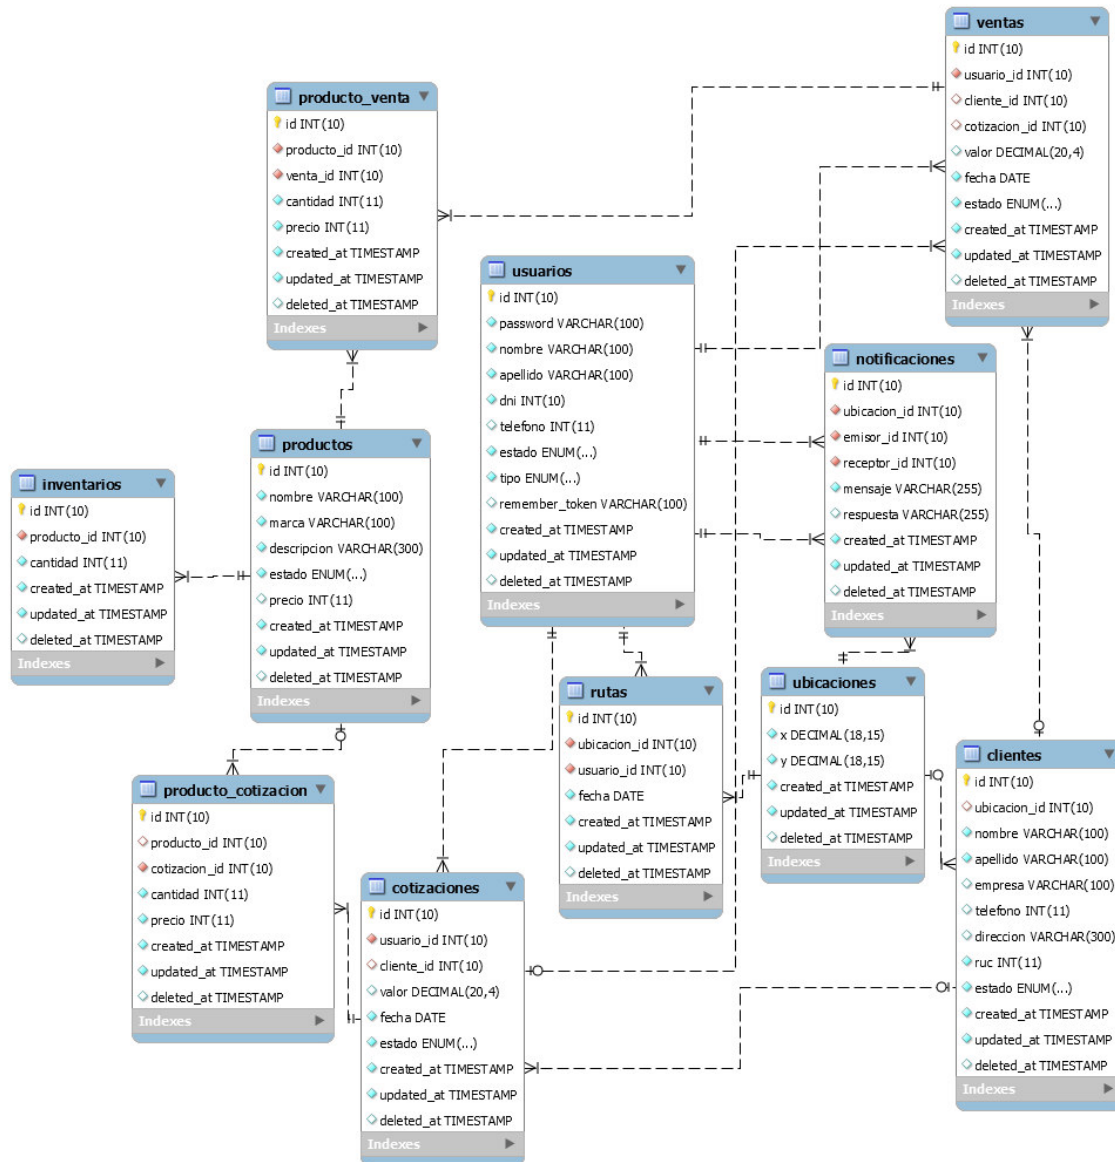 ventas
id INT(10)
usuario_id INT(10)
cliente_id INT(10)
cotizacion_id INT(10)
valor DECIMAL(20,4)
fecha DATE
estado ENUM(...)
created_at TIMESTAMP
updated_at TIMESTAMP
deleted_at TIMESTAMP
Indexes
producto_venta
id INT(10)
producto_id INT(10)
venta_id INT(10)
cantidad INT(11)
precio INT(11)
created_at TIMESTAMP
updated_at TIMESTAMP
deleted_at TIMESTAMP
Indexes
usuarios
id INT(10)
password VARCHAR(100)
nombre VARCHAR(100)
apellido VARCHAR(100)
dni INT(10)
telefono INT(11)
estado ENUM(...)
tipo ENUM(...)
remember_token VARCHAR(100)
created_at TIMESTAMP
updated_at TIMESTAMP
deleted_at TIMESTAMP
Indexes
notificaciones
id INT(10)
ubicacion_id INT(10)
emisor_id INT(10)
receptor_id INT(10)
mensaje VARCHAR(255)
respuesta VARCHAR(255)
created_at TIMESTAMP
updated_at TIMESTAMP
deleted_at TIMESTAMP
Indexes
productos
id INT(10)
nombre VARCHAR(100)
marca VARCHAR(100)
descripcion VARCHAR(300)
estado ENUM(...)
precio INT(11)
created_at TIMESTAMP
updated_at TIMESTAMP
deleted_at TIMESTAMP
Indexes
inventarios
id INT(10)
producto_id INT(10)
cantidad INT(11)
created_at TIMESTAMP
updated_at TIMESTAMP
deleted_at TIMESTAMP
Indexes
rutas
id INT(10)
ubicacion_id INT(10)
usuario_id INT(10)
fecha DATE
created_at TIMESTAMP
updated_at TIMESTAMP
deleted_at TIMESTAMP
Indexes
ubicaciones
id INT(10)
x DECIMAL(18,15)
y DECIMAL(18,15)
created_at TIMESTAMP
updated_at TIMESTAMP
deleted_at TIMESTAMP
Indexes
clientes
id INT(10)
ubicacion_id INT(10)
nombre VARCHAR(100)
apellido VARCHAR(100)
empresa VARCHAR(100)
telefono INT(11)
direccion VARCHAR(300)
ruc INT(11)
estado ENUM(...)
created_at TIMESTAMP
updated_at TIMESTAMP
deleted_at TIMESTAMP
Indexes
producto_cotizacion
id INT(10)
producto_id INT(10)
cotizacion_id INT(10)
cantidad INT(11)
precio INT(11)
created_at TIMESTAMP
updated_at TIMESTAMP
deleted_at TIMESTAMP
Indexes
cotizaciones
id INT(10)
usuario_id INT(10)
cliente_id INT(10)
valor DECIMAL(20,4)
fecha DATE
estado ENUM(...)
created_at TIMESTAMP
updated_at TIMESTAMP
deleted_at TIMESTAMP
Indexes